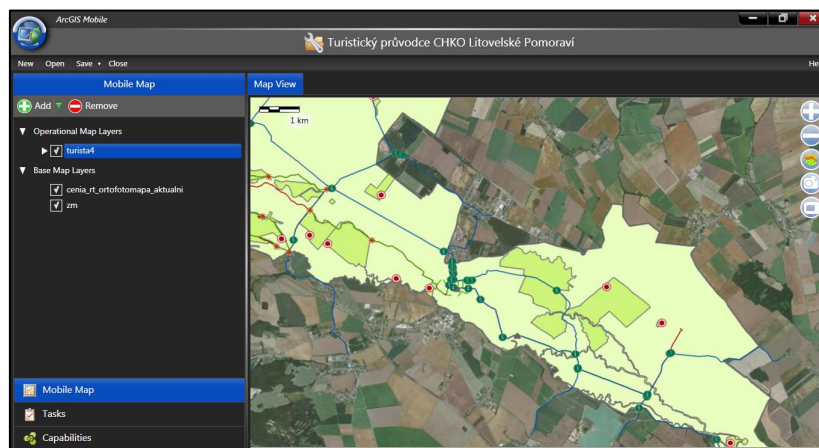 ArcGIS Mobile
Turistický průvodce CHKO Litovelské Pomoraví
New Open Save Close He
Mobile Map
Map View
Add Remove
1 km
Operational Map Layers
turista4
Base Map Layers
cenia_rt_ortofotomapa_aktualni
zm
Mobile Map
Tasks
Capabilities